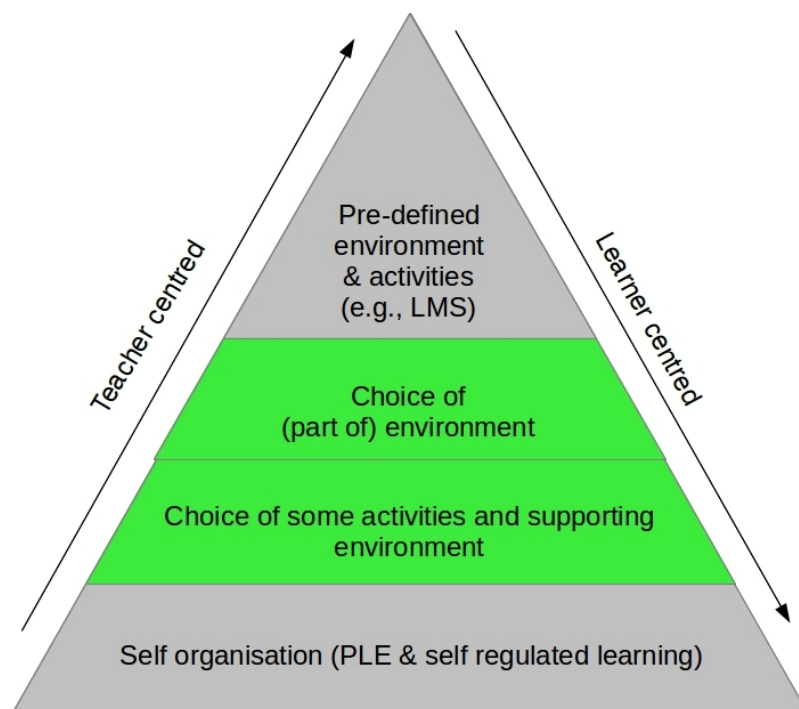 Pre-defined
environment
& activities
(e.g., LMS)
Teacher centred
Learner centred
Choice of
(part of) environment
Choice of some activities and supporting
environment
Self organisation (PLE & self regulated learning)